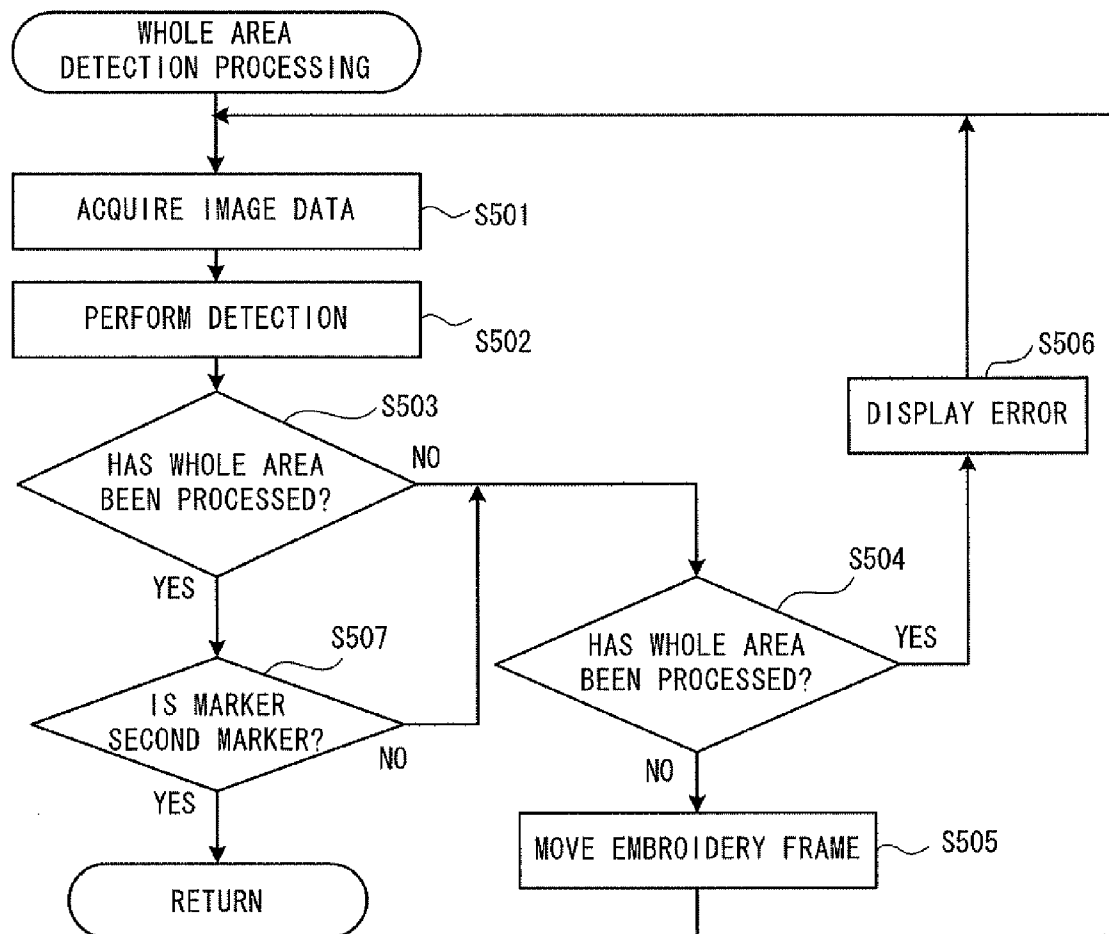 WHOLE AREA
DETECTION PROCESSING
ACQUIRE IMAGE DATA
S501
PERFORM DETECTION
S502
S503
HAS WHOLE AREA
BEEN PROCESSED?
NO
YES
S507
IS MARKER
SECOND MARKER?
NO
YES
RETURN
S506
DISPLAY ERROR
S504
HAS WHOLE AREA
BEEN PROCESSED?
YES
NO
MOVE EMBROIDERY FRAME
S505